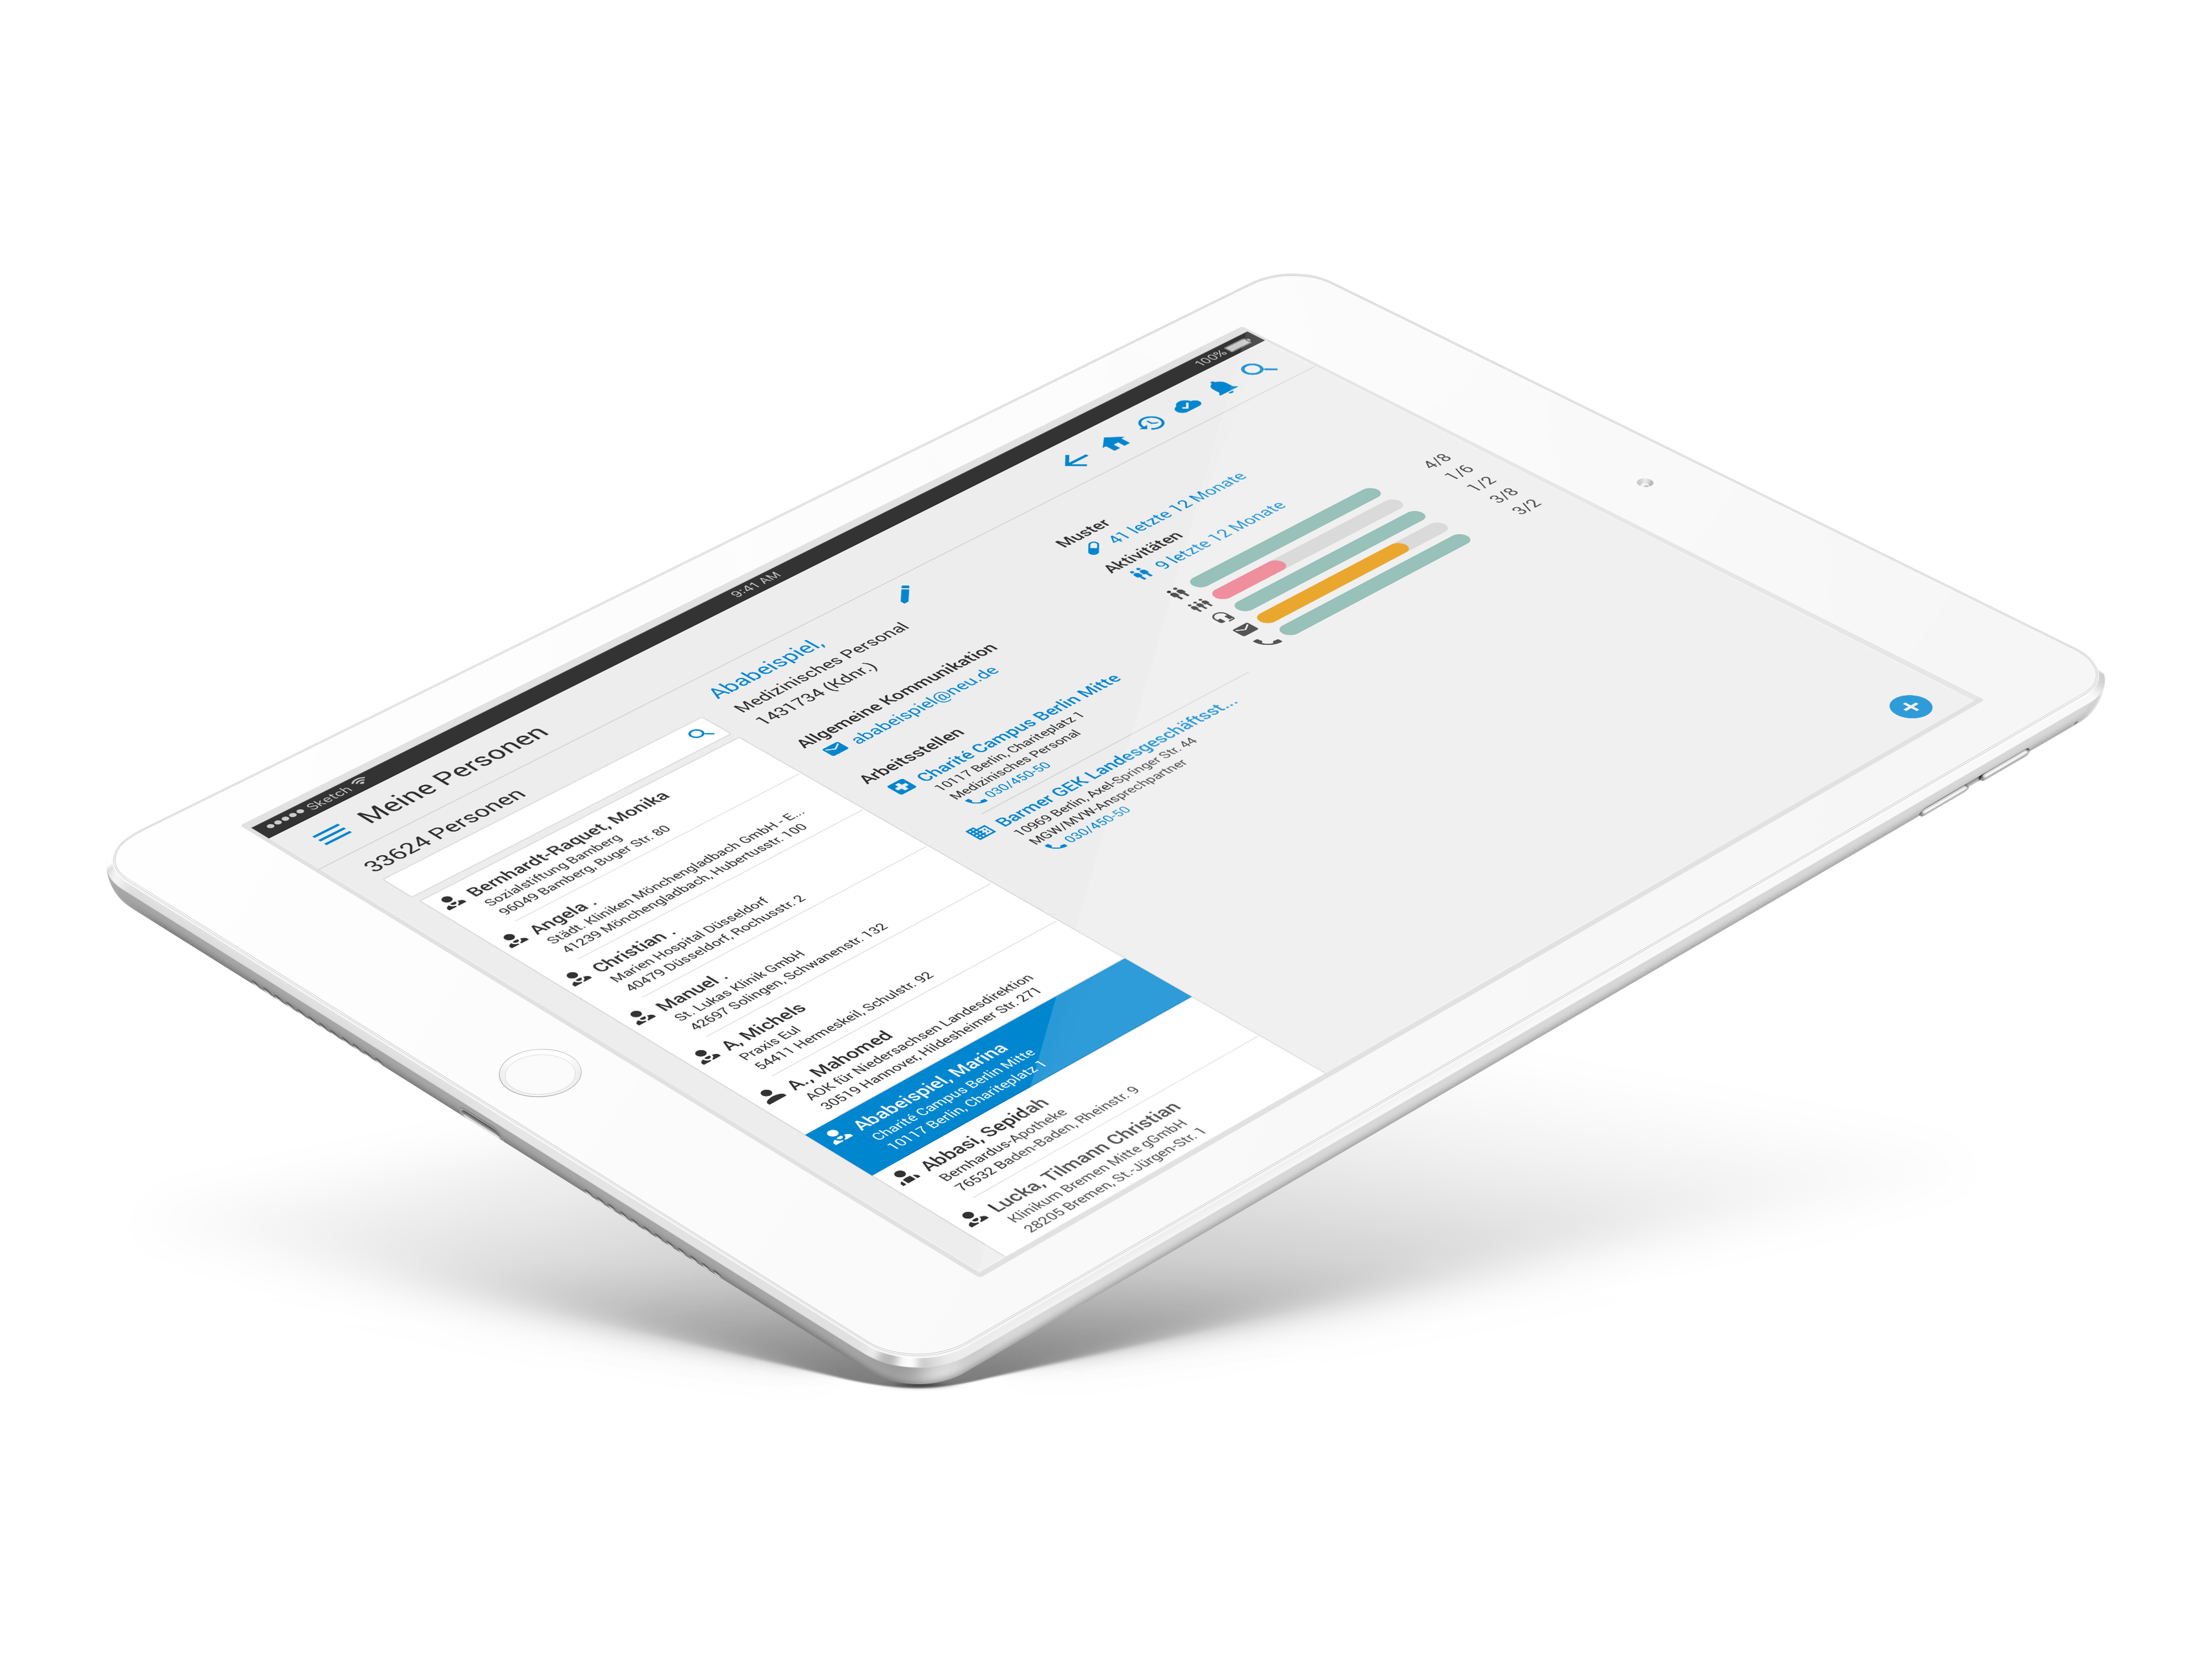 Sketch
9:41 AM
100%
Meine Personen
33624 Personen
Bernhardt-Raquet, Monika
Sozialstiftung Bamberg
96049 Bamberg, Buger Str. 80
Angela .
Städt. Kliniken Mönchengladbach GmbH - E...
41239 Mönchengladbach, Hubertusstr. 100
Christian .
Marien Hospital Düsseldorf
40479 Düsseldorf, Rochusstr. 2
Manuel .
St. Lukas Klinik GmbH
42697 Solingen, Schwanenstr. 132
A, Michels
Praxis Eul
54411 Hermeskeil, Schulstr. 92
A., Mahomed
AOK für Niedersachsen Landesdirektion
30519 Hannover, Hildesheimer Str. 271
Ababeispiel, Marina
Charité Campus Berlin Mitte
10117 Berlin, Chariteplatz 1
Abbasi, Sepidah
Bernhardus-Apotheke
76532 Baden-Baden, Rheinstr. 9
Lucka, Tilmann Christian
Klinikum Bremen Mitte gGmbH
28205 Bremen, St.-Jürgen-Str. 1
Ababeispiel,
Medizinisches Personal
1431734 (Kdnr.)
Allgemeine Kommunikation
ababeispiel@neu.de
Arbeitsstellen
Charité Campus Berlin Mitte
10117 Berlin, Chariteplatz 1
Medizinisches Personal
030/450-50
Barmer GEK Landesgeschäftsst...
10969 Berlin, Axel-Springer Str. 44
MGW/MVW-Ansprechpartner
030/450-50
Muster
41 letzte 12 Monate
Aktivitäten
9 letzte 12 Monate
4/8
1/6
1/2
3/8
3/2